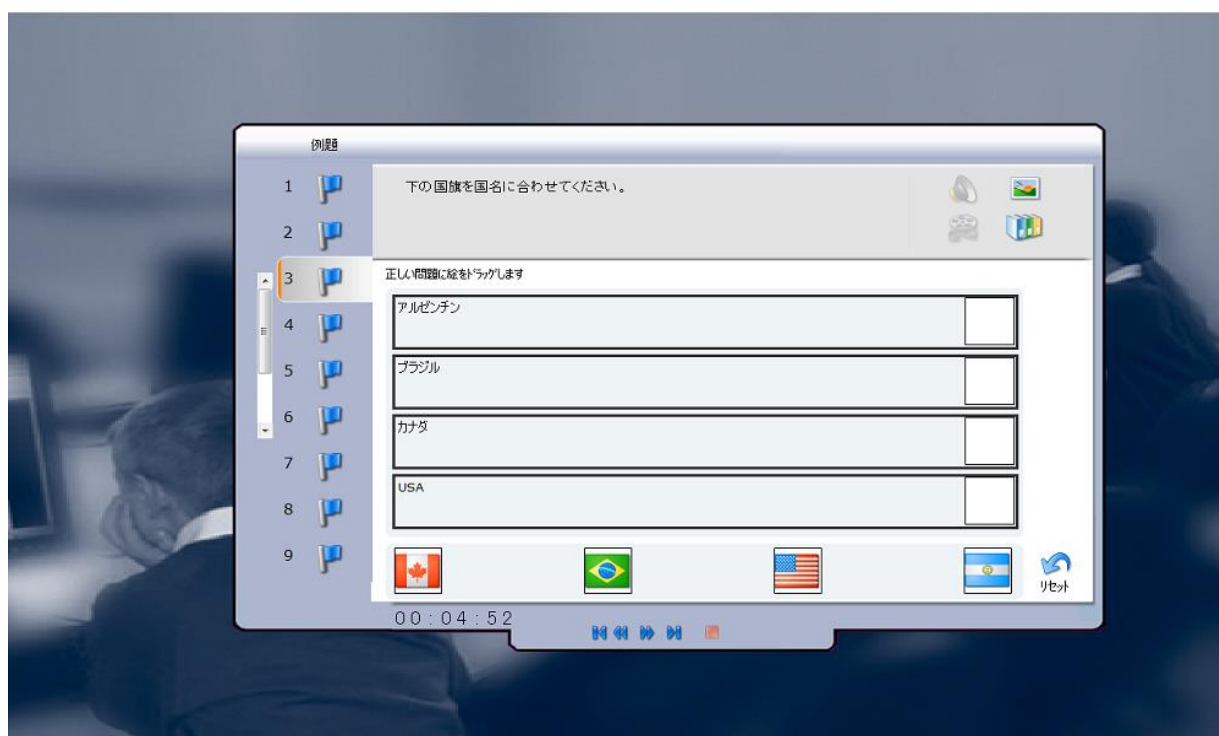 例題
1
2
3
4
5
6
7
8
9
下の国旗を国名に合わせてください。
正しい問題に絵をドラッグします
アルゼンチン
ブラジル
カナダ
USA
リセット
00:04:52